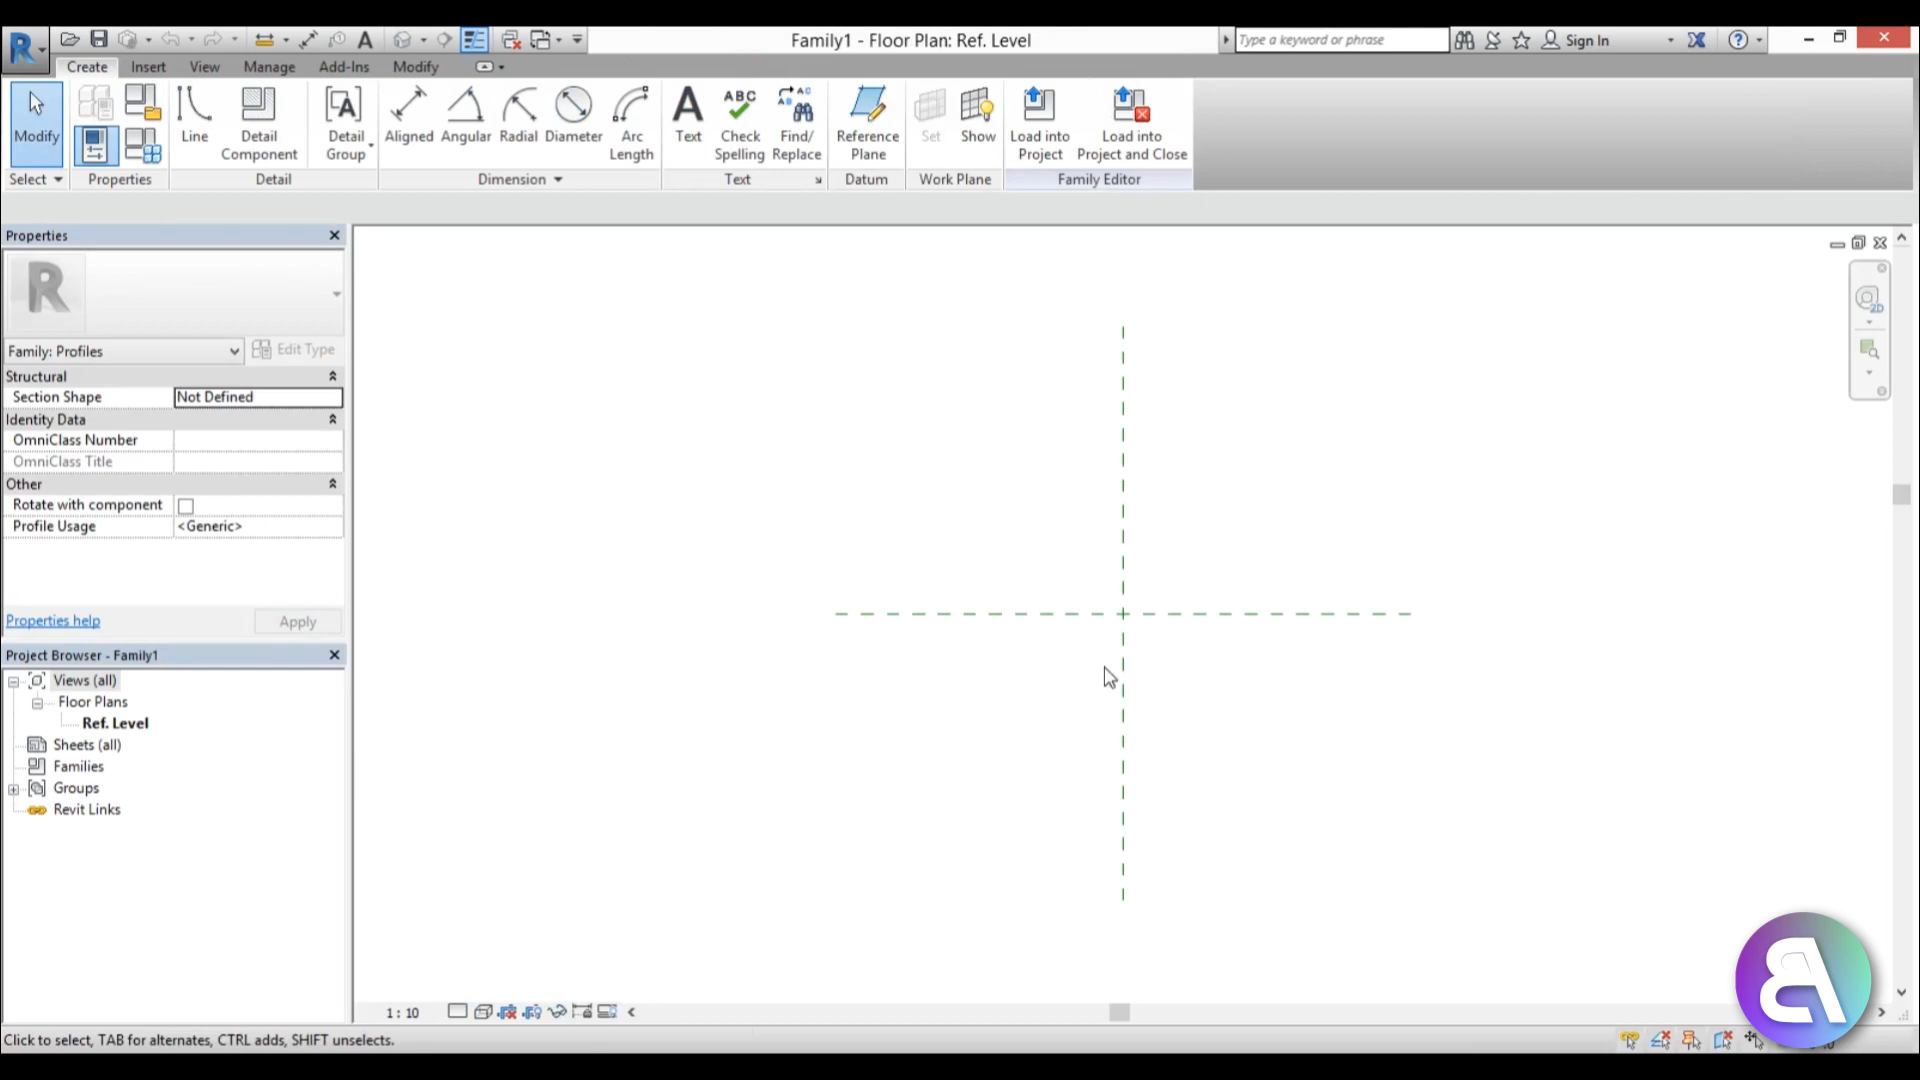 Family1 - Floor Plan: Ref. Level
Type a keyword or phrase
Sign In
Create Insert View Manage Add-Ins Modify
Modify
Line
Detail Component
Detail Group
Aligned
Angular
Radial
Diameter
Arc Length
Text
ABC
Check Spelling
Find/ Replace
Reference Plane
Set
Show
Load into Project
Load into Project and Close
Select
Properties
Detail
Dimension
Text
Datum
Work Plane
Family Editor
Properties
Family: Profiles
Edit Type
Structural
Section Shape Not Defined
Identity Data
OmniClass Number
OmniClass Title
Other
Rotate with component
Profile Usage <Generic>
Properties help
Apply
Project Browser - Family1
Views (all)
Floor Plans
Ref. Level
Sheets (all)
Families
Groups
Revit Links
2D
1 : 10
Click to select, TAB for alternates, CTRL adds, SHIFT unselects.